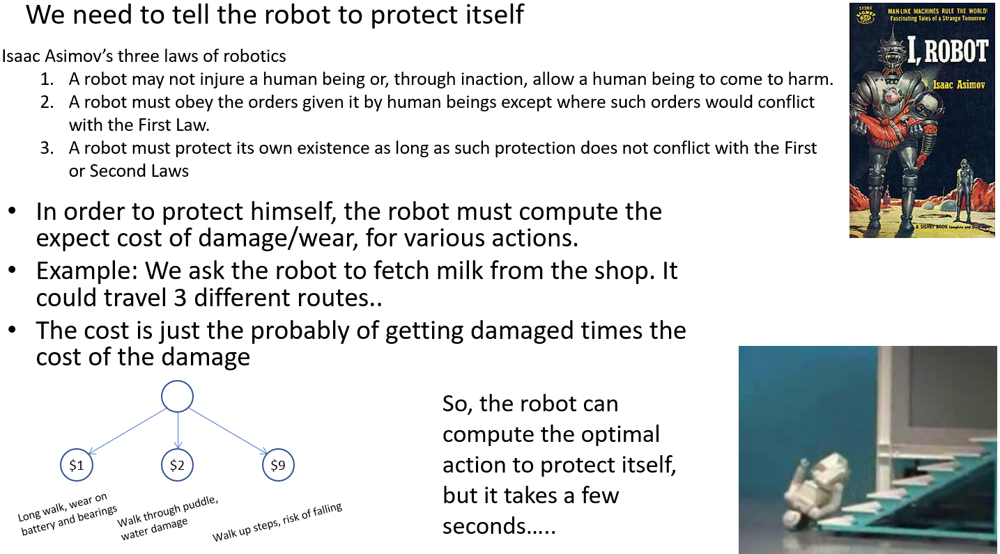 We need to tell the robot to protect itself
Isaac Asimov’s three laws of robotics
1. A robot may not injure a human being or, through inaction, allow a human being to come to harm.
2. A robot must obey the orders given it by human beings except where such orders would conflict
with the First Law.
3. A robot must protect its own existence as long as such protection does not conflict with the First
or Second Laws
S1282
SIGNET
35¢
BOOKS
MAN-LIKE MACHINES RULE THE WORLD!
Fascinating Tales of a Strange Tomorrow
I, ROBOT
Isaac Asimov
A SIGNET BOOK Complete and Unabridged
• In order to protect himself, the robot must compute the
expect cost of damage/wear, for various actions.
• Example: We ask the robot to fetch milk from the shop. It
could travel 3 different routes..
• The cost is just the probably of getting damaged times the
cost of the damage
$1
$2
$9
Long walk, wear on
battery and bearings
Walk through puddle,
water damage
Walk up steps, risk of falling
So, the robot can
compute the optimal
action to protect itself,
but it takes a few
seconds…..